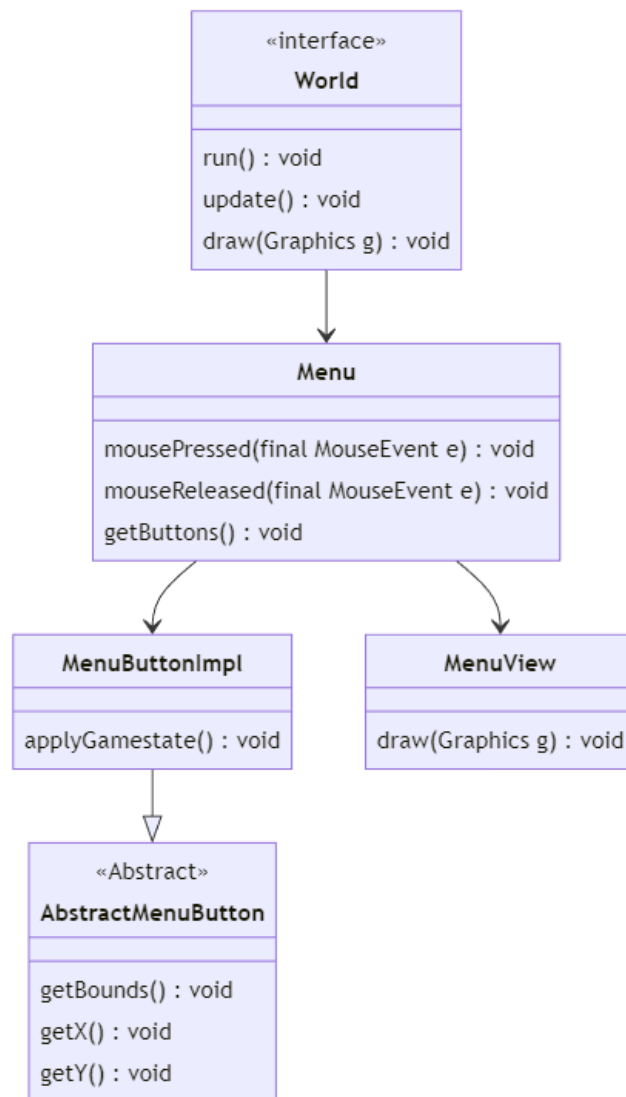 «interface»
World
run() : void
update() : void
draw(Graphics g) : void
Menu
mousePressed(final MouseEvent e) : void
mouseReleased(final MouseEvent e) : void
getButtons() : void
MenuButtonImpl
applyGamestate() : void
MenuView
draw(Graphics g) : void
«Abstract»
AbstractMenuButton
getBounds() : void
getX() : void
getY() : void